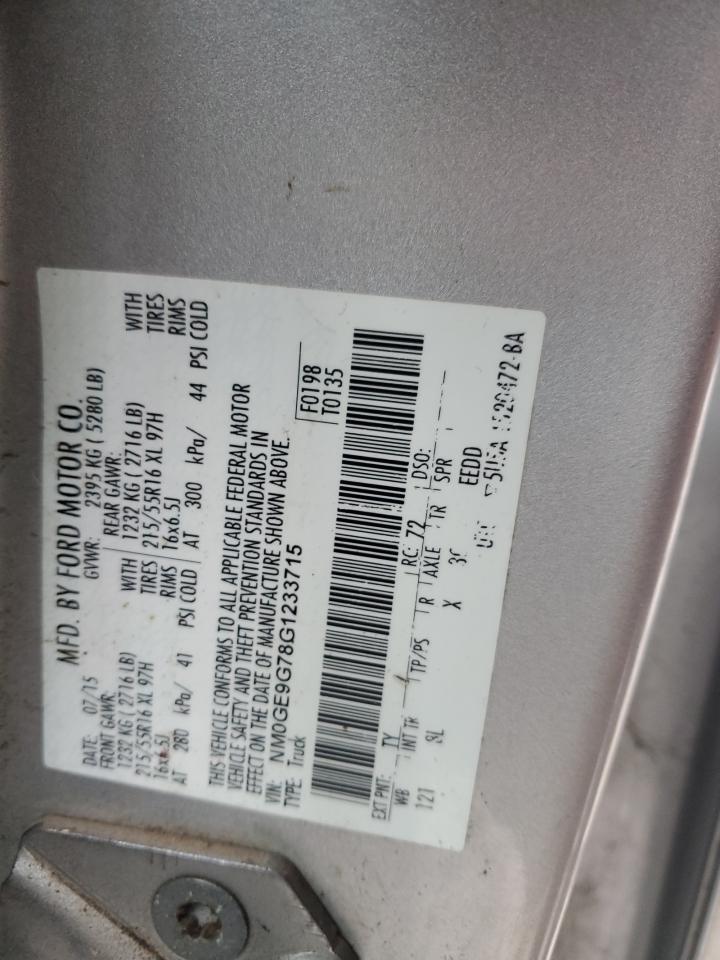 MFD. BY FORD MOTOR CO.
DATE: 07/15 GVWR: 2395 KG ( 5280 LB)
FRONT GAWR: REAR GAWR:
1232 KG ( 2716 LB) WITH 1232 KG ( 2716 LB) WITH
215/55R16 XL 97H TIRES 215/55R16 XL 97H TIRES
16x6.5J RIMS 16x6.5J RIMS
AT 280 kPa/ 41 PSI COLD AT 300 kPa/ 44 PSI COLD
THIS VEHICLE CONFORMS TO ALL APPLICABLE FEDERAL MOTOR
VEHICLE SAFETY AND THEFT PREVENTION STANDARDS IN
EFFECT ON THE DATE OF MANUFACTURE SHOWN ABOVE.
VIN: NM0GE9G78G1233715 F0198
TYPE: Truck T0135
EXT PNT: TY RC: 72 DSO:
WB INT TR TP/PS R AXLE TR SPR
121 8L X EEDD